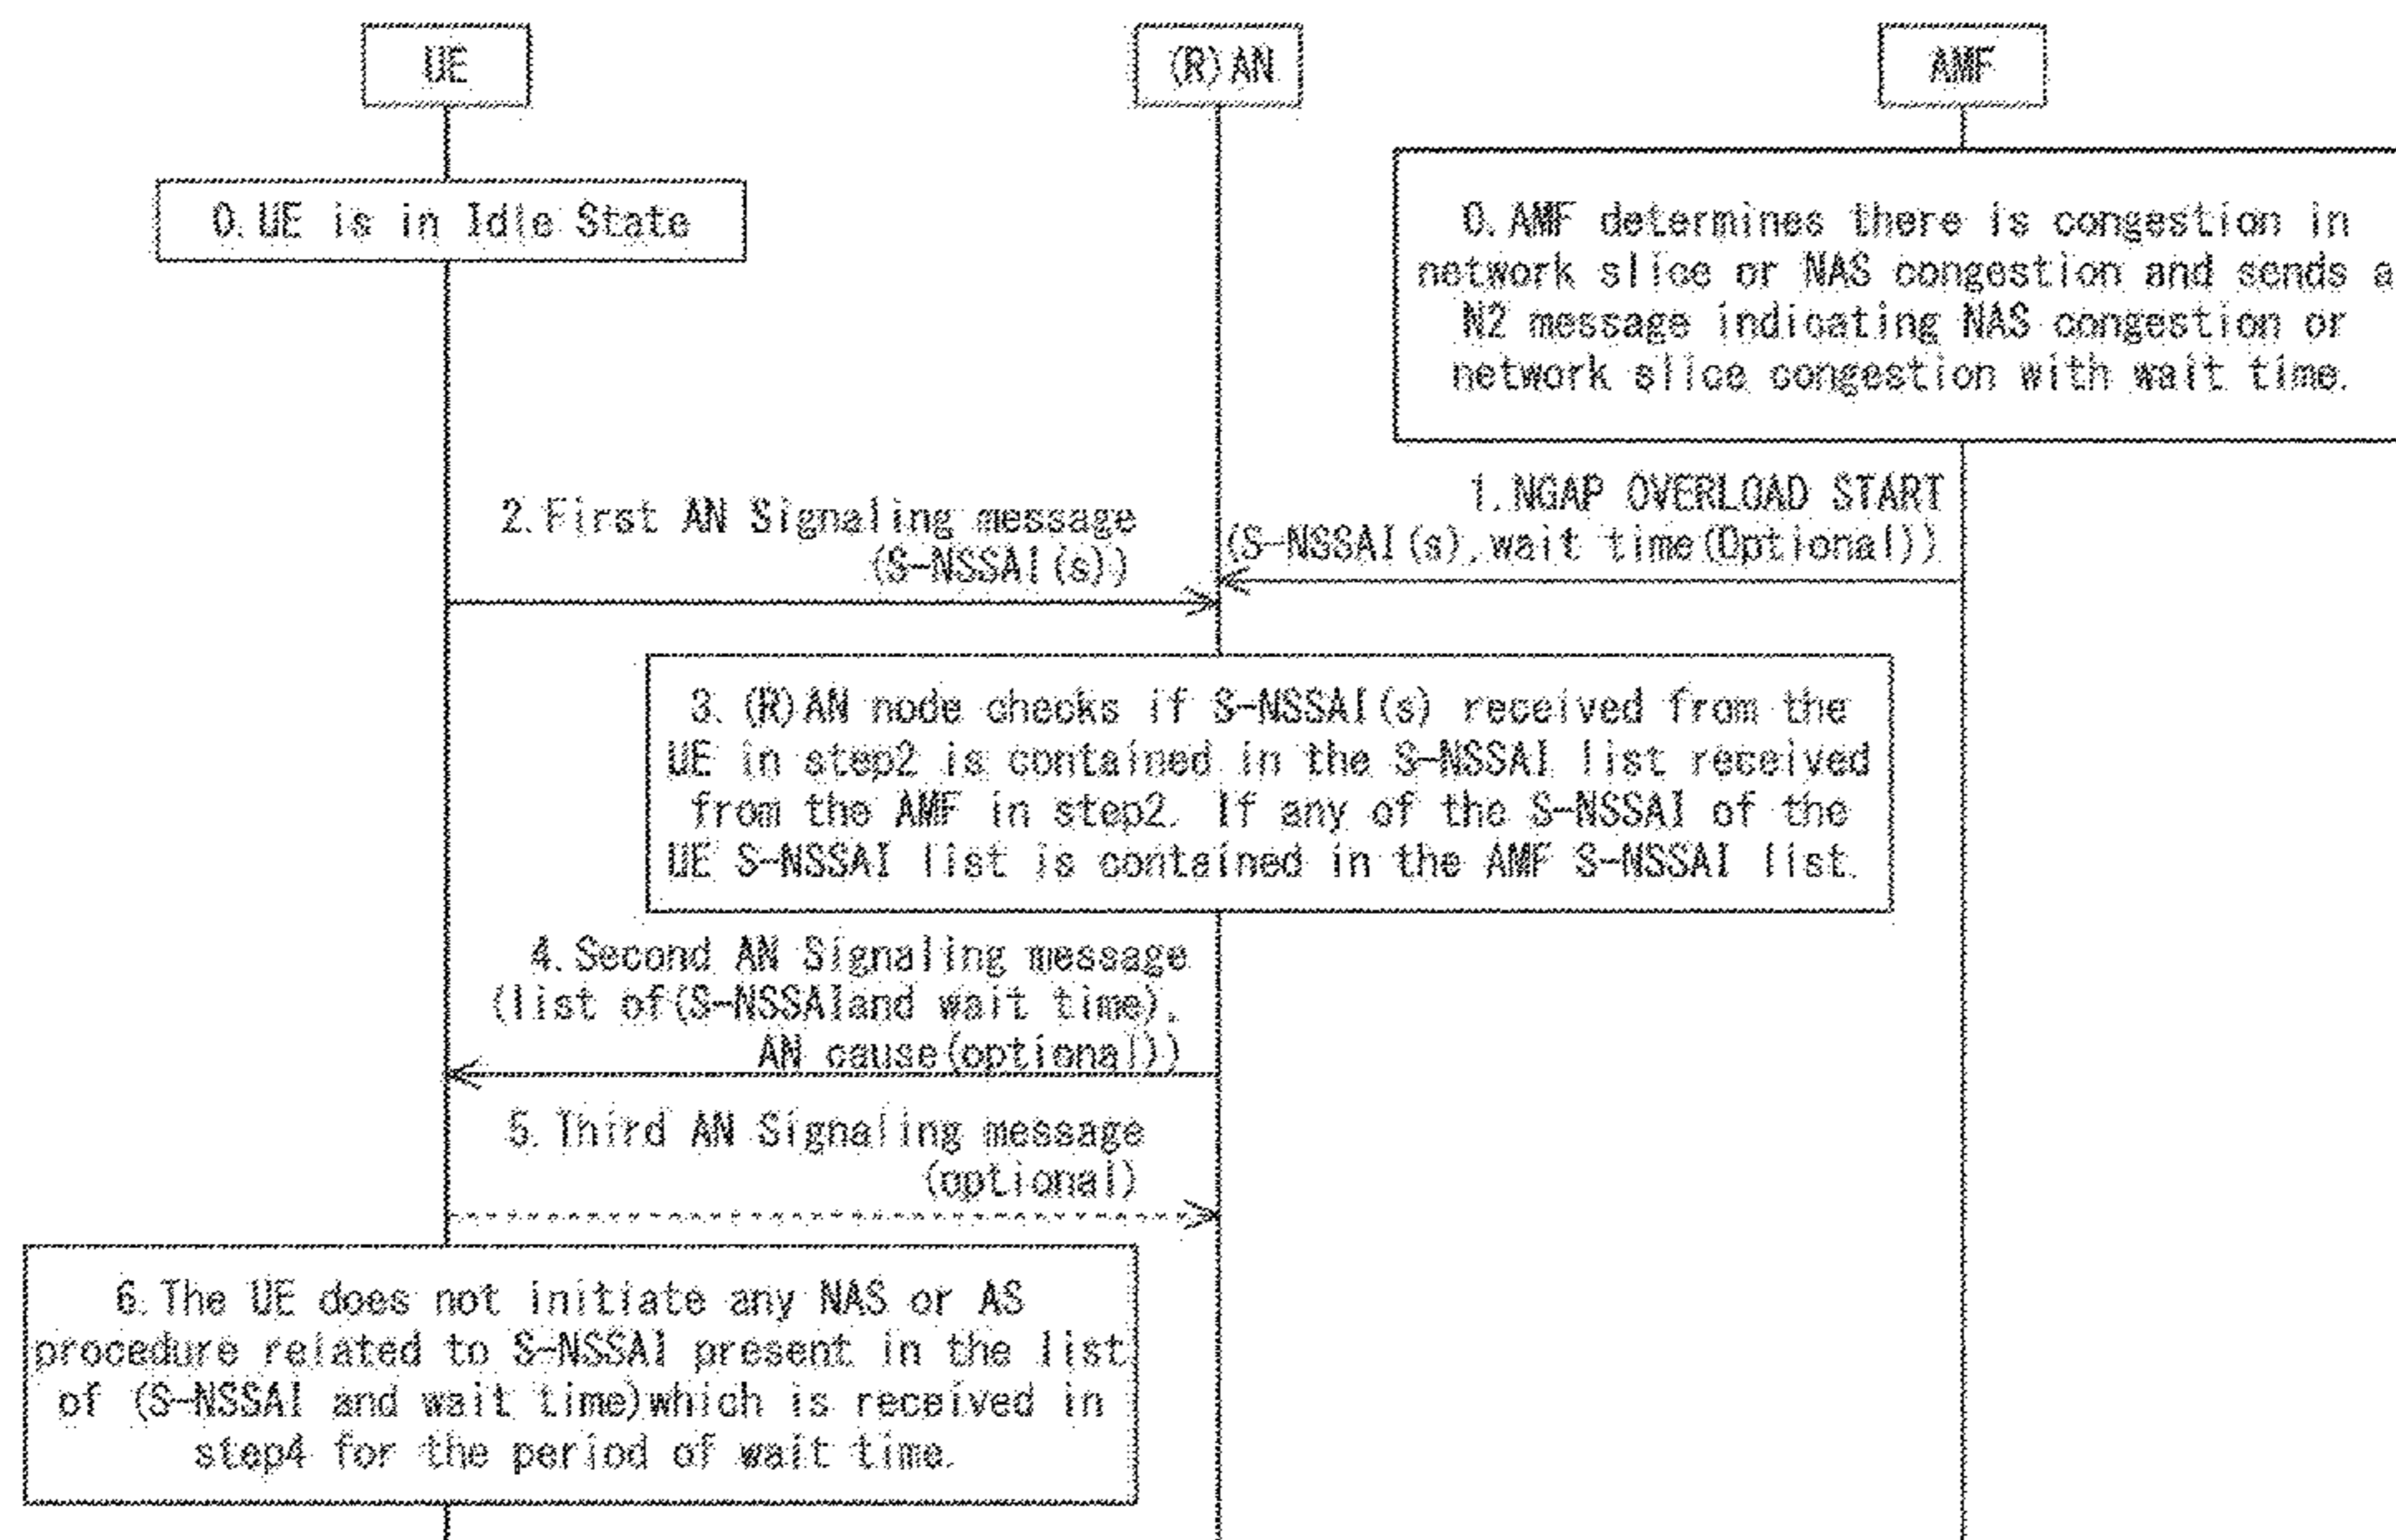 UE
(R)AN
AMF
0.UE is in Idle State
0.AMF determines there is congestion in
network slice or NAS congestion and sends a
N2 message indicating NAS congestion or
network slice congestion with wait time.
1.NGAP OVERLOAD START
(S-NSSAI(s),wait time(Optional))
2.First AN Signaling message
(S-NSSAI(s))
3.(R)AN node checks if S-NSSAI(s) received from the
UE in step2 is contained in the S-NSSAI list received
from the AMF in step2. If any of the S-NSSAI of the
UE S-NSSAI list is contained in the AMF S-NSSAI list.
4.Second AN Signaling message
(list of(S-NSSAIand wait time),
AN cause(optional))
5.Third AN Signaling message
(optional)
6.The UE does not initiate any NAS or AS
procedure related to S-NSSAI present in the list
of (S-NSSAI and wait time)which is received in
step4 for the period of wait time.